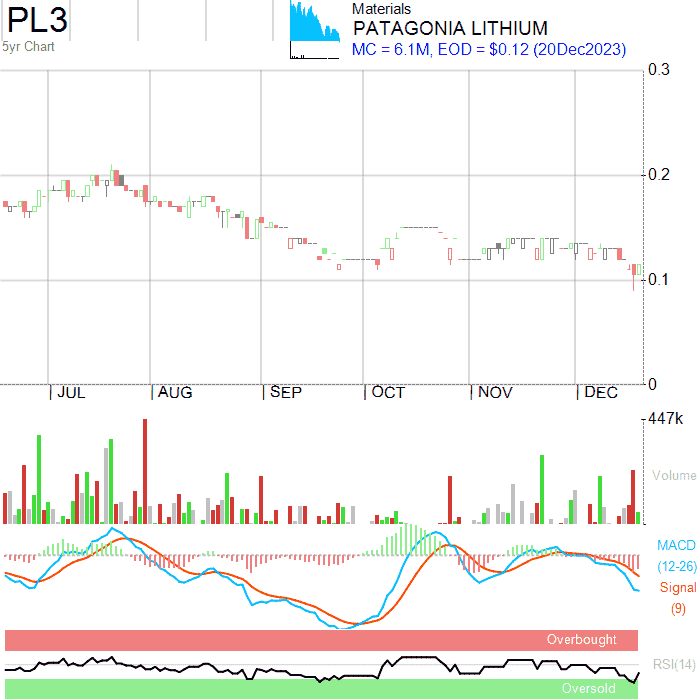 PL3
5yr Chart
Materials
PATAGONIA LITHIUM
MC = 6.1M, EOD = $0.12 (20Dec2023)
0.3
0.2
0.1
0
JUL
AUG
SEP
OCT
NOV
DEC
447k
Volume
MACD
(12-26)
Signal
(9)
Overbought
RSI(14)
Oversold